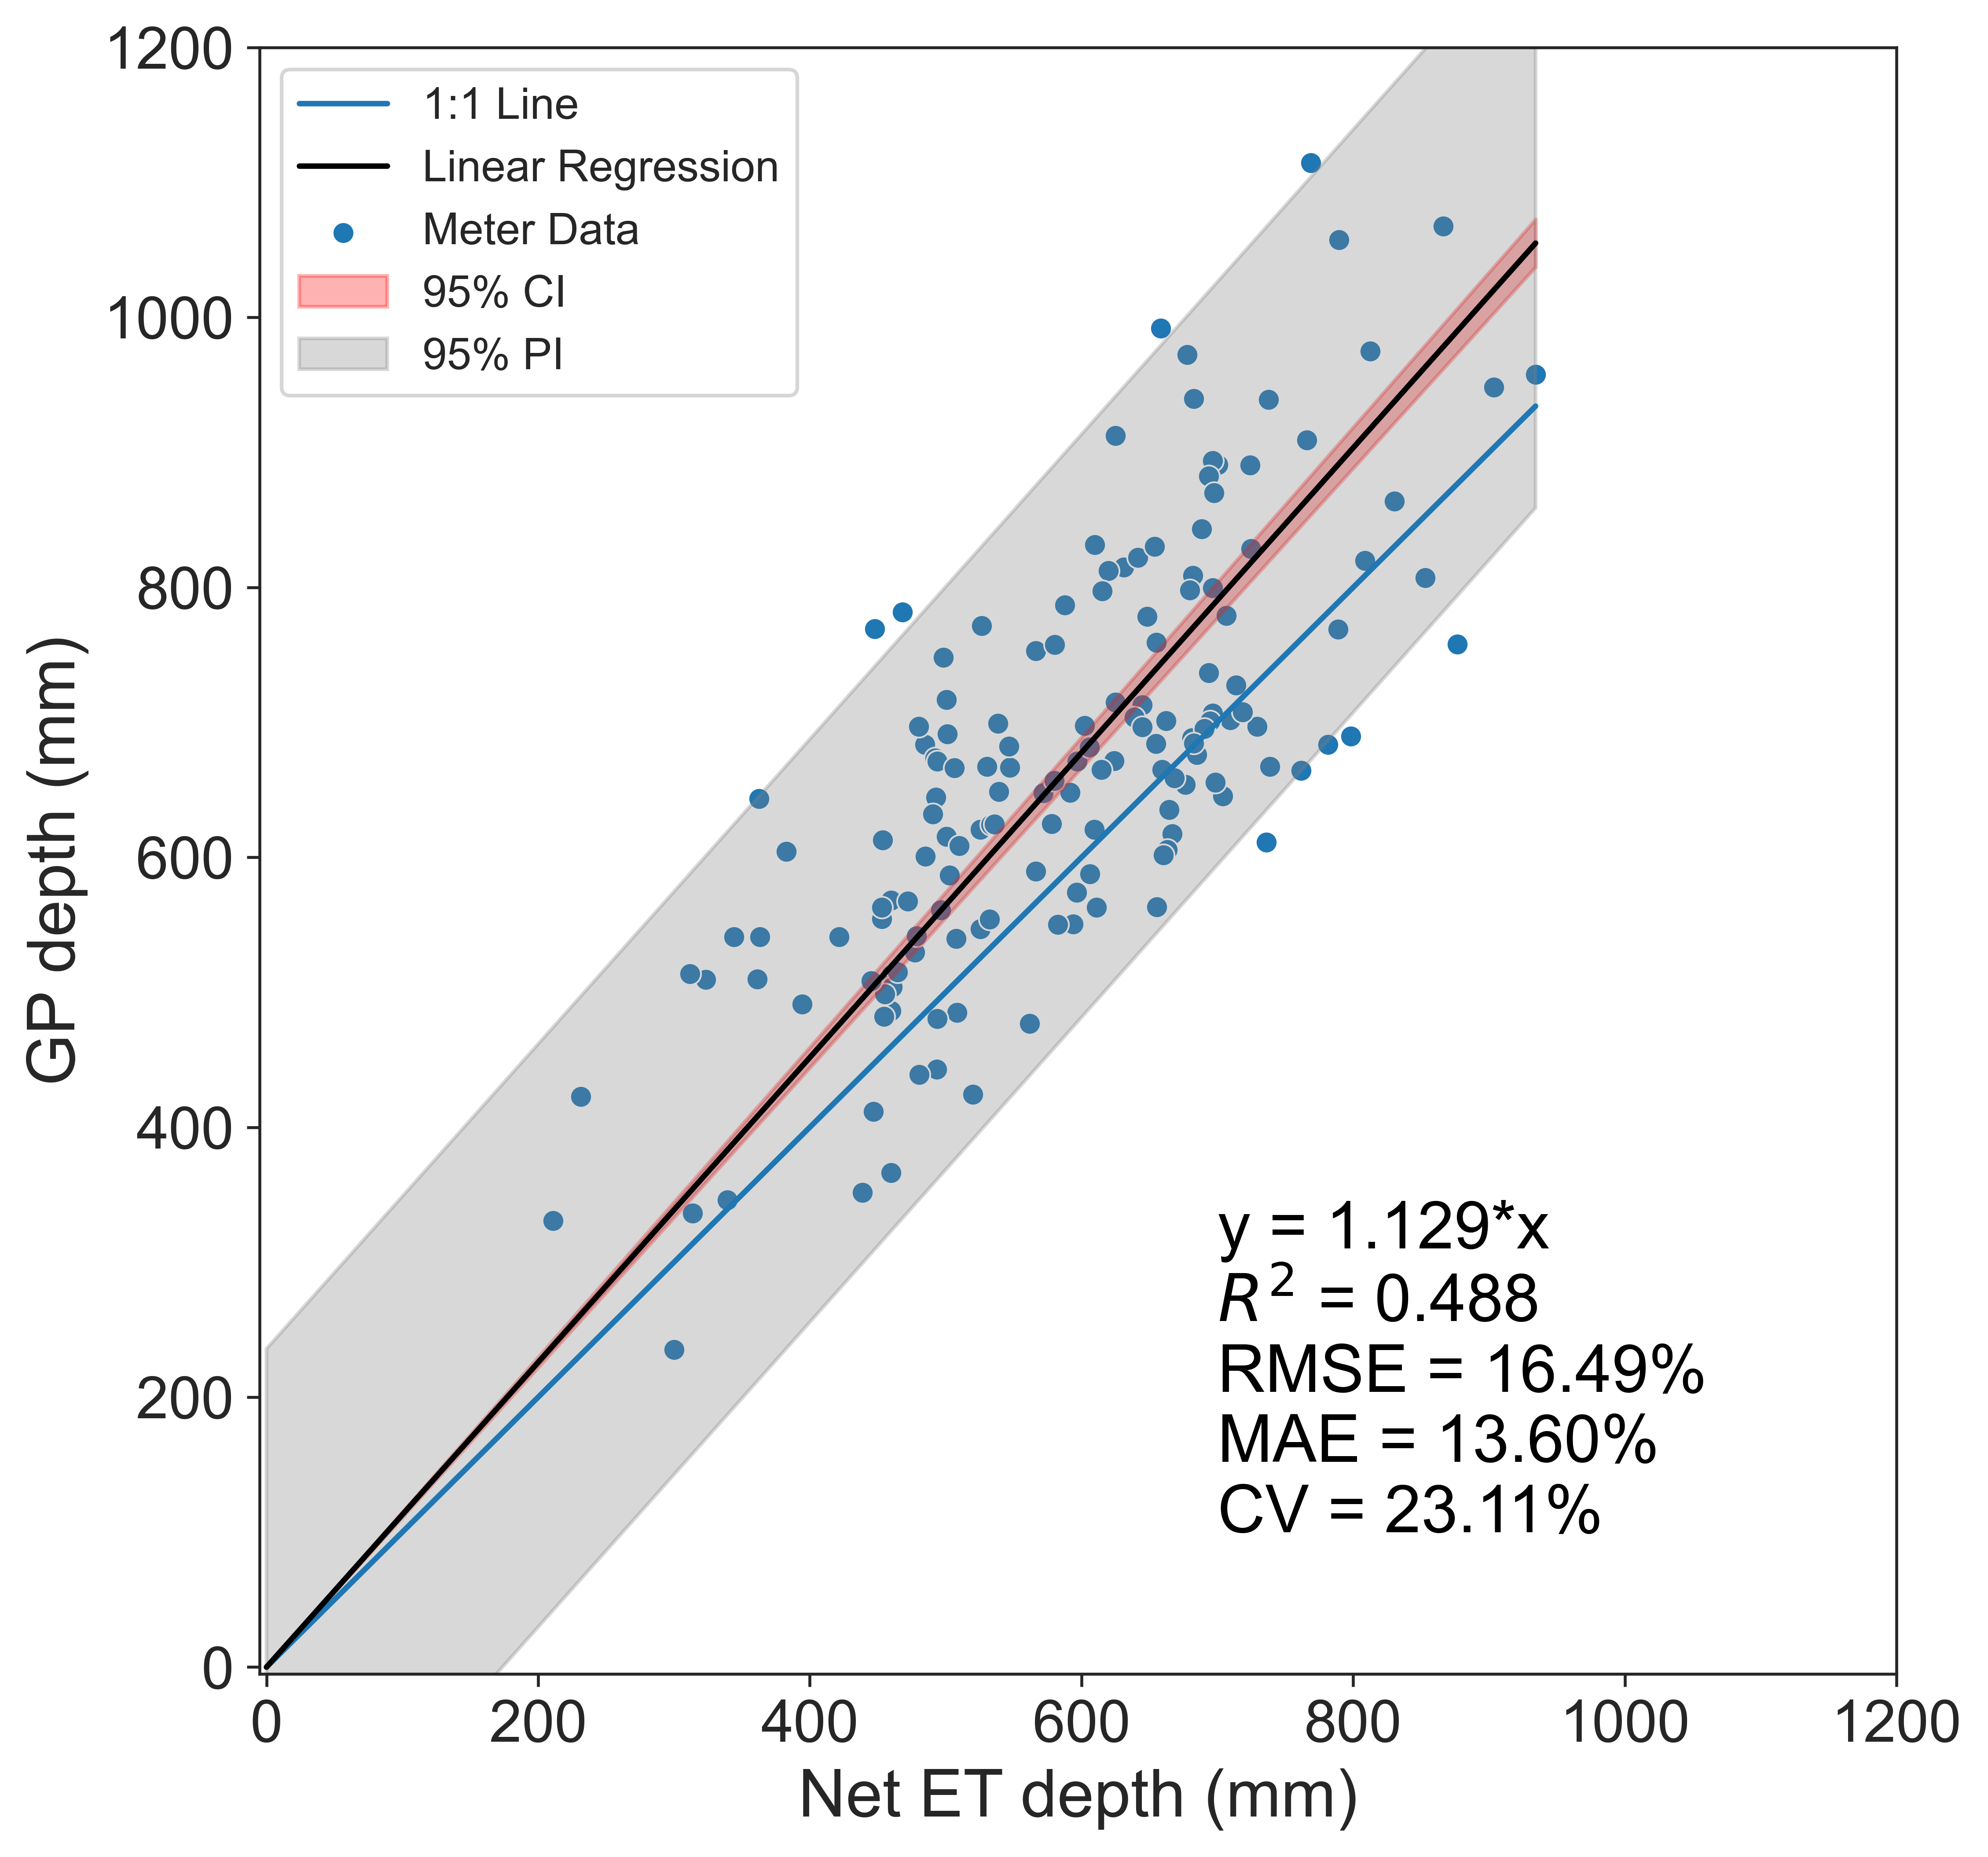 1:1 Line
Linear Regression
Meter Data
95% CI
95% PI
y = 1.129*x
R² = 0.488
RMSE = 16.49%
MAE = 13.60%
CV = 23.11%
GP depth (mm)
1200
1000
800
600
400
200
0
0 200 400 600 800 1000 1200
Net ET depth (mm)